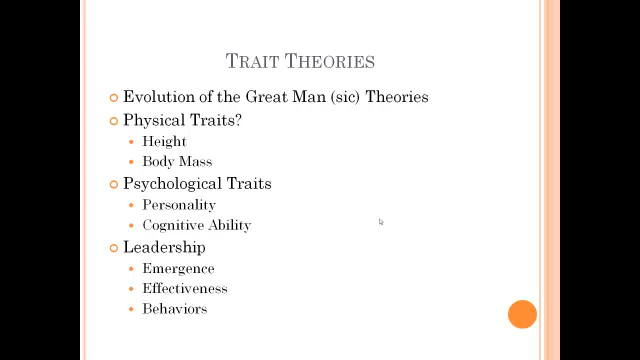 TRAIT THEORIES
Evolution of the Great Man (sic) Theories
Physical Traits?
Height
Body Mass
Psychological Traits
Personality
Cognitive Ability
Leadership
Emergence
Effectiveness
Behaviors